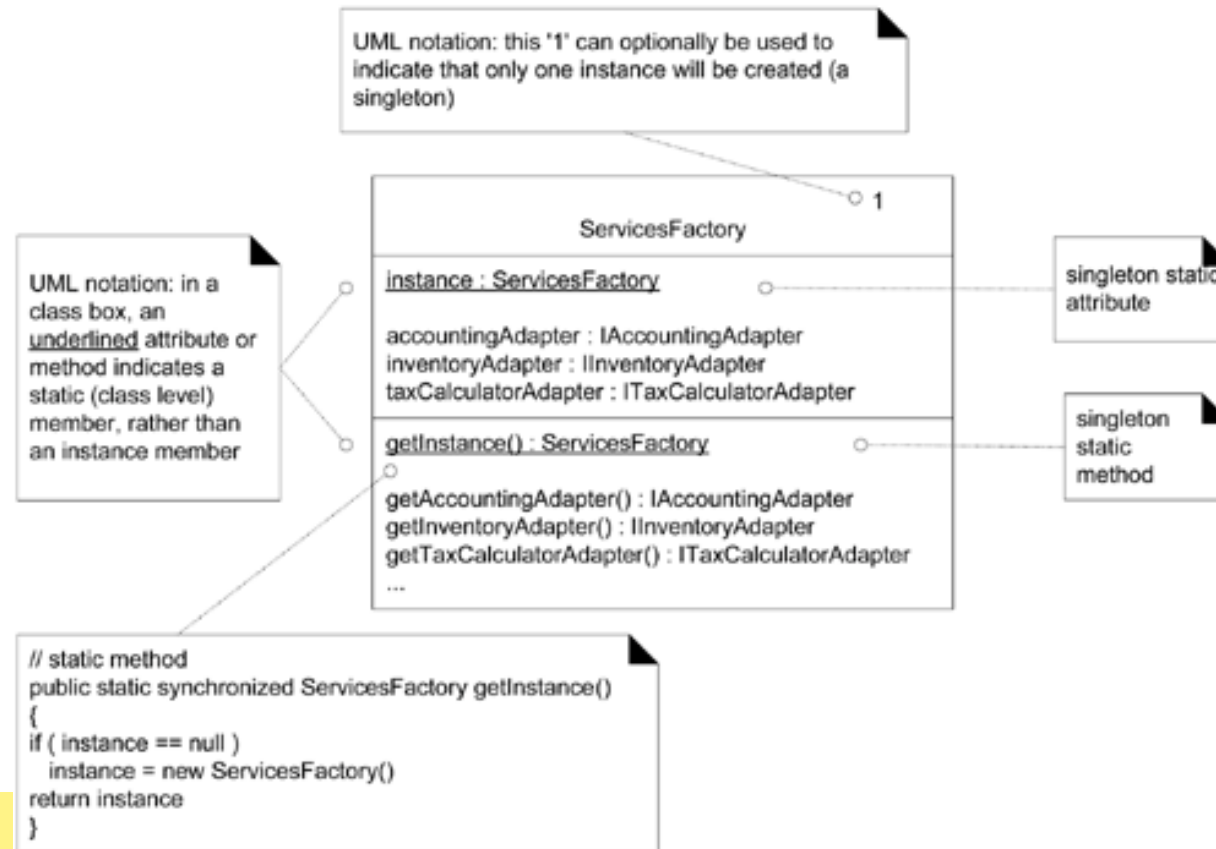 UML notation: this '1' can optionally be used to
indicate that only one instance will be created (a
singleton)
1
ServicesFactory
UML notation: in a
class box, an
underlined attribute or
method indicates a
static (class level)
member, rather than
an instance member
instance : ServicesFactory
accountingAdapter : IAccountingAdapter
inventoryAdapter : IInventoryAdapter
taxCalculatorAdapter : ITaxCalculatorAdapter
singleton static
attribute
getInstance() : ServicesFactory
getAccountingAdapter() : IAccountingAdapter
getInventoryAdapter() : IInventoryAdapter
getTaxCalculatorAdapter() : ITaxCalculatorAdapter
...
singleton
static
method
// static method
public static synchronized ServicesFactory getInstance()
{
if ( instance == null )
instance = new ServicesFactory()
return instance
}